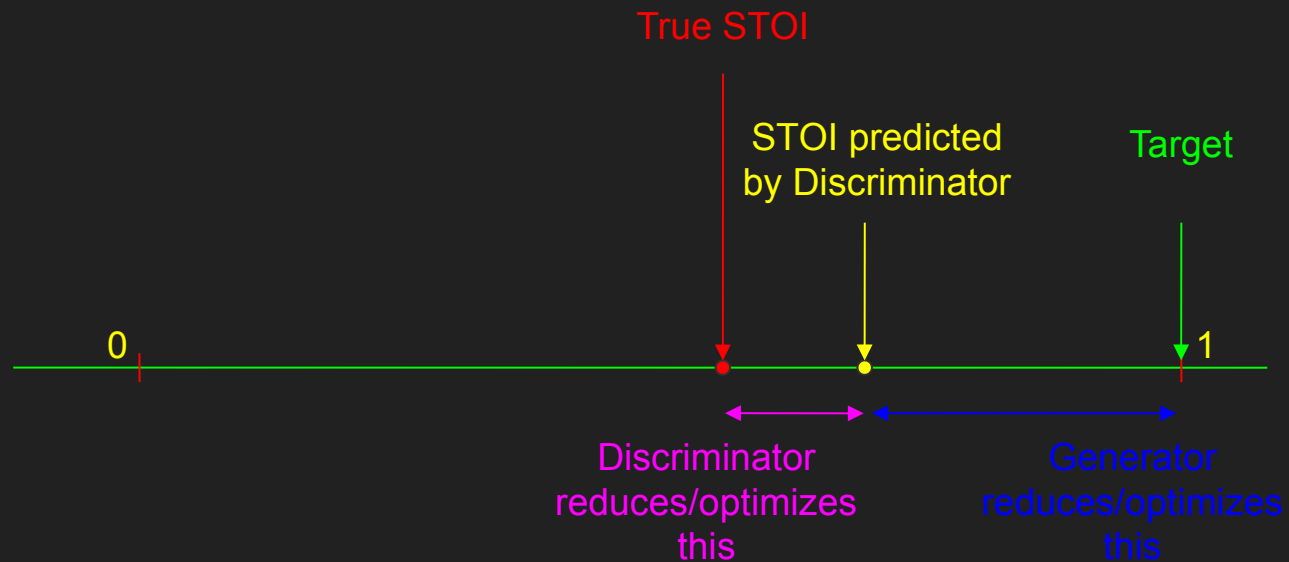 True STOI
STOI predicted
by Discriminator
Target
0
1
Discriminator
reduces/optimizes
this
Generator
reduces/optimizes
this